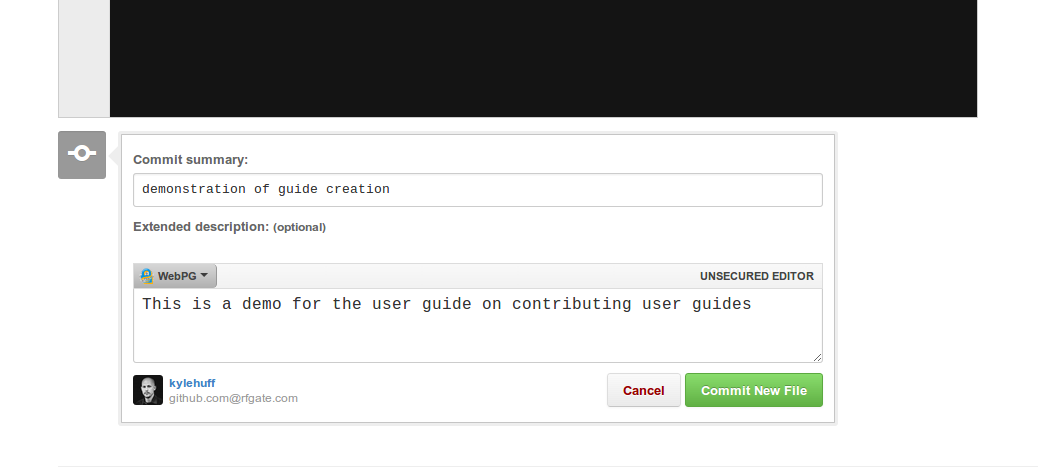 Commit summary:
demonstration of guide creation
Extended description: (optional)
WebPG UNSECURED EDITOR
This is a demo for the user guide on contributing user guides
kylehuff
github.com@rfgate.com
Cancel Commit New File